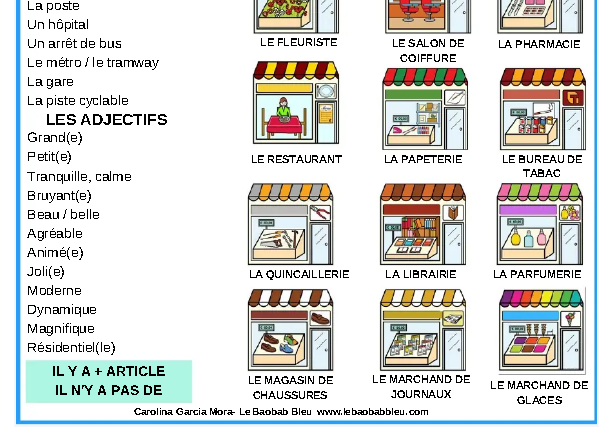 La poste
Un hôpital
Un arrêt de bus
Le métro / le tramway
La gare
La piste cyclable
LES ADJECTIFS
Grand(e)
Petit(e)
Tranquille, calme
Bruyant(e)
Beau / belle
Agréable
Animé(e)
Joli(e)
Moderne
Dynamique
Magnifique
Résidentiel(le)
IL Y A + ARTICLE
IL N'Y A PAS DE
LE FLEURISTE
LE SALON DE
COIFFURE
LA PHARMACIE
LE RESTAURANT
LA PAPETERIE
LE BUREAU DE
TABAC
LA QUINCAILLERIE
LA LIBRAIRIE
LA PARFUMERIE
LE MAGASIN DE
CHAUSSURES
LE MARCHAND DE
JOURNAUX
LE MARCHAND DE
GLACES
Carolina Garcia Mora- Le Baobab Bleu www.lebaobabbleu.com